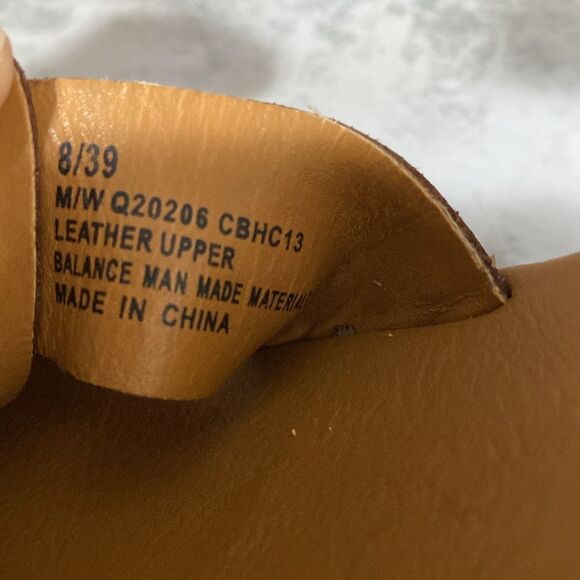 8/39
M/W Q20206 CBHC13
LEATHER UPPER
BALANCE MAN MADE MATERIAL
MADE IN CHINA